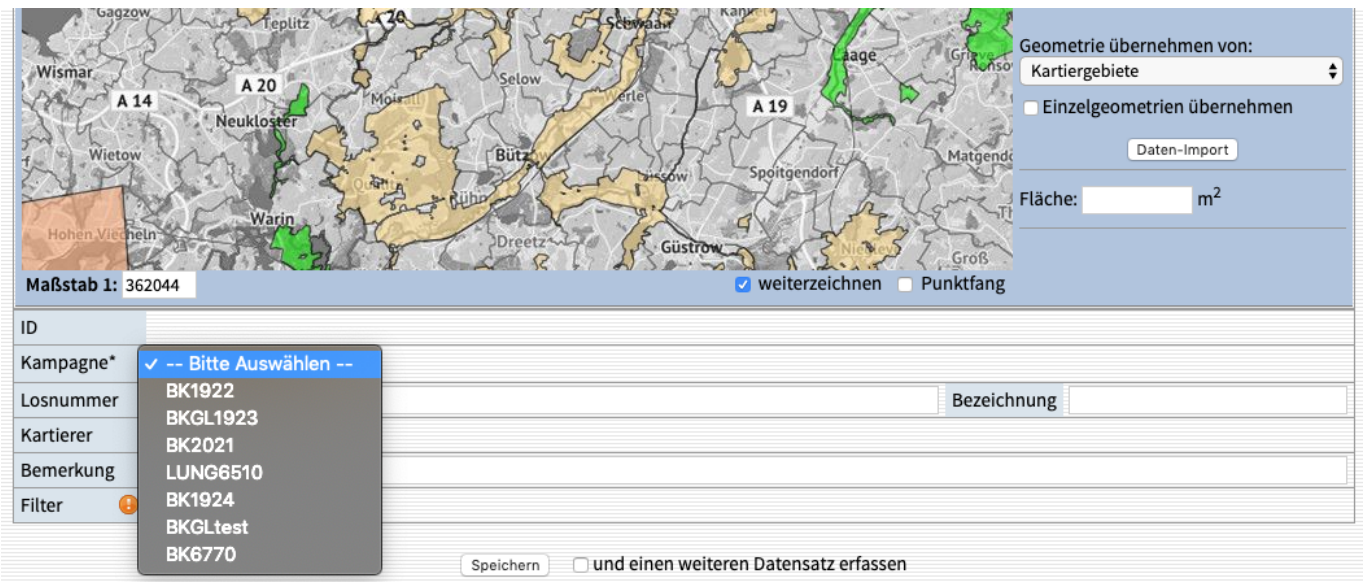 Gagzow
Teplitz
A 20
Schwaan
Laage
Wismar
A 14
A 20
Selow
Moisall
Werle
A 19
Neukloster
Wietow
Bützow
Spoitgendorf
Matgend
Rühn
Warin
Hohen Viecheln
Dreetz
Güstrow
Groß
Geometrie übernehmen von:
Kartiergebiete
Einzelgeometrien übernehmen
Daten-Import
Fläche: m²
Maßstab 1: 362044
weiterzeichnen Punktfang
ID
Kampagne* ✓ -- Bitte Auswählen --
BK1922
Losnummer Bezeichnung
BKGL1923
Kartierer
BK2021
Bemerkung
LUNG6510
BK1924
Filter
BKGLtest
BK6770
Speichern und einen weiteren Datensatz erfassen